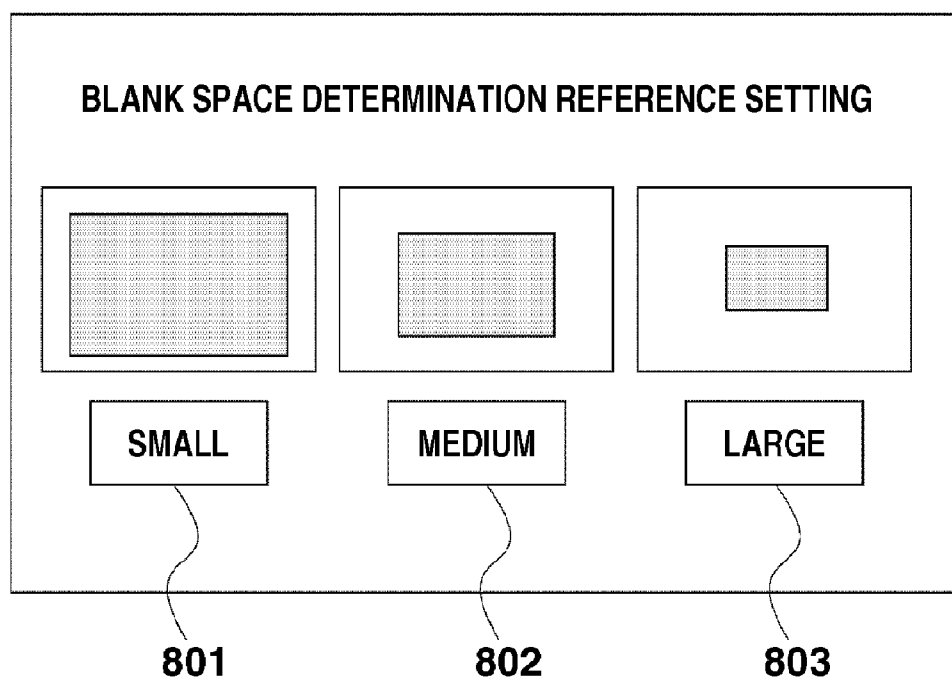 BLANK SPACE DETERMINATION REFERENCE SETTING
SMALL MEDIUM LARGE
801 802 803